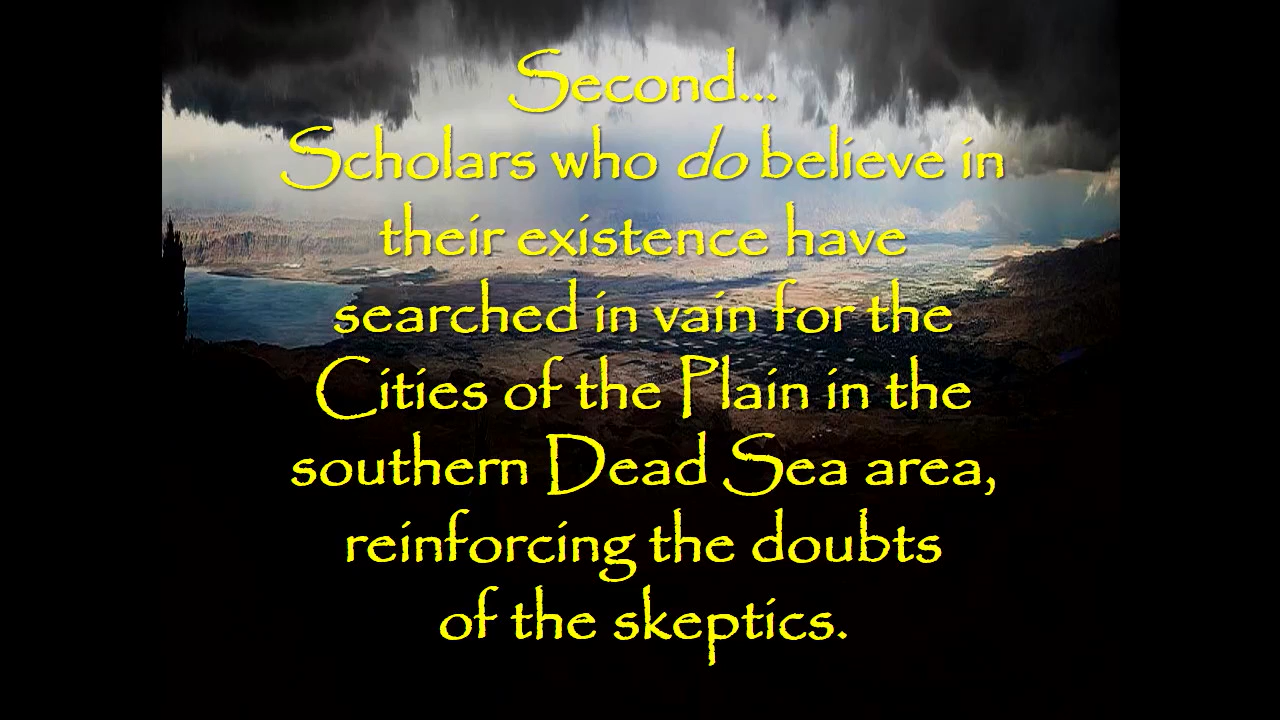 Second...
Scholars who do believe in
their existence have
searched in vain for the
Cities of the Plain in the
southern Dead Sea area,
reinforcing the doubts
of the skeptics.